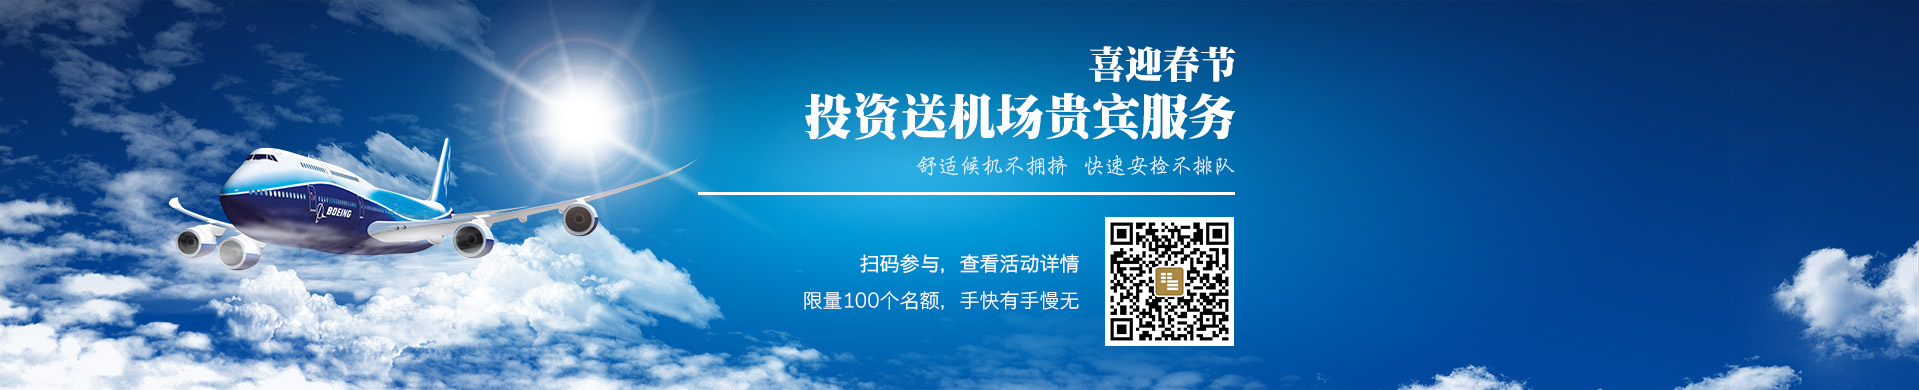 喜迎春节
投资送机场贵宾服务
舒适候机不拥挤 快速安检不排队
BOEING
扫码参与，查看活动详情
限量100个名额，手快有手慢无